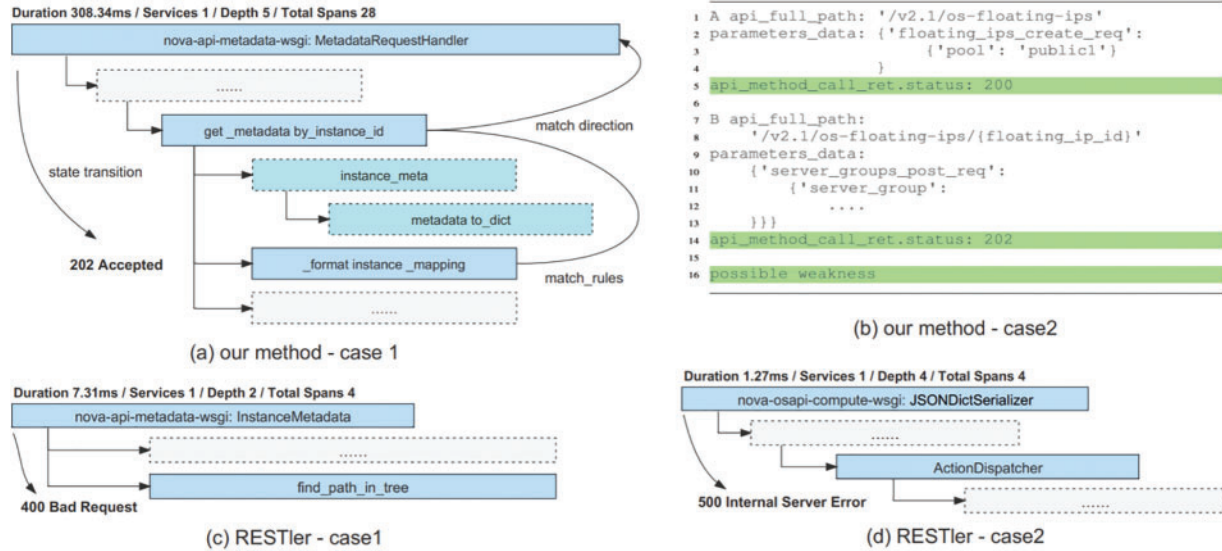 Duration 308.34ms / Services 1 / Depth 5 / Total Spans 28
nova-api-metadata-wsgi: MetadataRequestHandler
......
get _metadata by_instance_id
match direction
state transition
instance_meta
metadata to_dict
202 Accepted
_format instance _mapping
match_rules
......
(a) our method - case 1
1 A api_full_path: '/v2.1/os-floating-ips'
2 parameters_data: {'floating_ips_create_req':
3 {'pool': 'public1'}
4 }
5 api_method_call_ret.status: 200
6
7 B api_full_path:
8 '/v2.1/os-floating-ips/{floating_ip_id}'
9 parameters_data:
10 {'server_groups_post_req':
11 {'server_group':
12 ....
13 }}}
14 api_method_call_ret.status: 202
15
16 possible weakness
(b) our method - case2
Duration 7.31ms / Services 1 / Depth 2 / Total Spans 4
nova-api-metadata-wsgi: InstanceMetadata
......
find_path_in_tree
400 Bad Request
(c) RESTler - case1
Duration 1.27ms / Services 1 / Depth 4 / Total Spans 4
nova-osapi-compute-wsgi: JSONDictSerializer
......
ActionDispatcher
500 Internal Server Error
......
(d) RESTler - case2